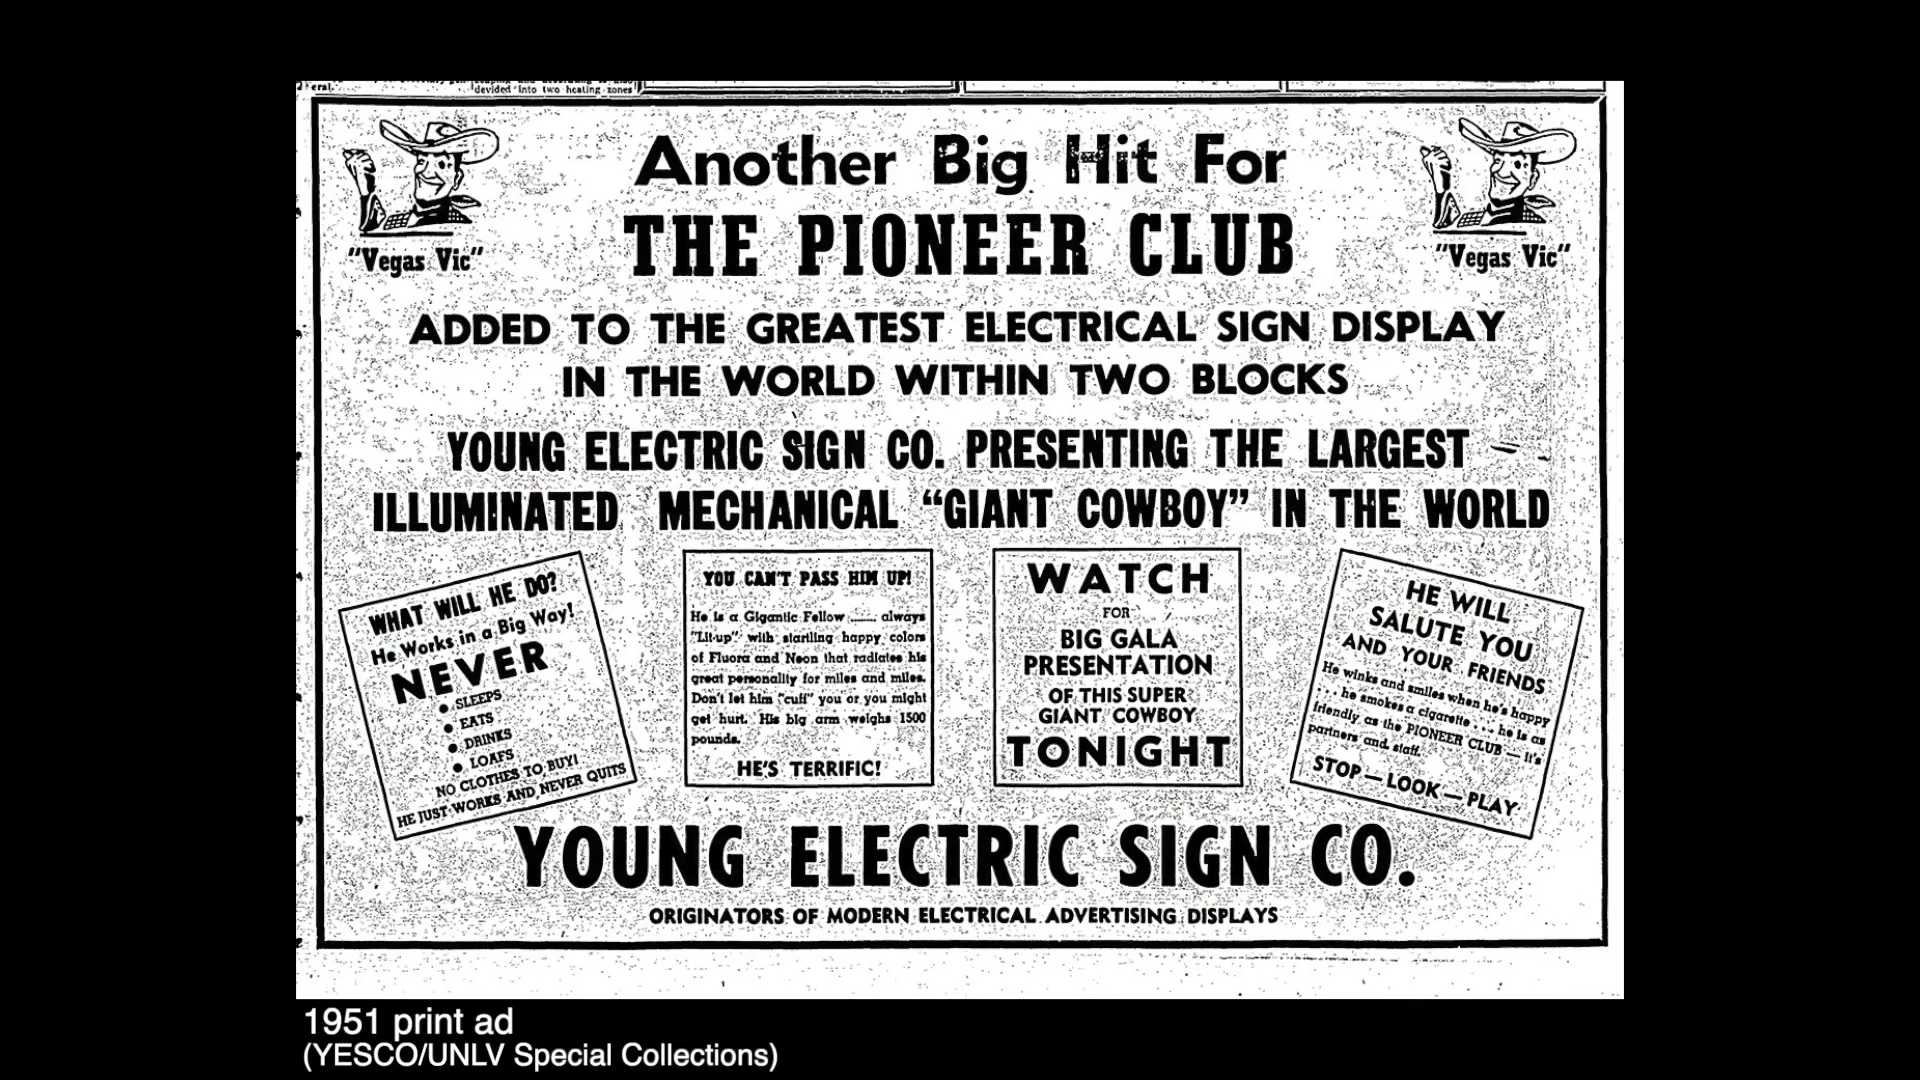 eral.
devided into two heating zones
Another Big Hit For
THE PIONEER CLUB
"Vegas Vic"
"Vegas Vic"
ADDED TO THE GREATEST ELECTRICAL SIGN DISPLAY
IN THE WORLD WITHIN TWO BLOCKS
YOUNG ELECTRIC SIGN CO. PRESENTING THE LARGEST
ILLUMINATED MECHANICAL "GIANT COWBOY" IN THE WORLD
WHAT WILL HE DO?
He Works in a Big Way!
NEVER
• SLEEPS
• EATS
• DRINKS
• LOAFS
NO CLOTHES TO BUY!
HE JUST WORKS AND NEVER QUITS
YOU CAN'T PASS HIM UP!
He is a Gigantic Fellow ....... always
"Lit-up" with startling happy colors
of Fluora and Neon that radiates his
great personality for miles and miles.
Don't let him "cuff" you or you might
get hurt. His big arm weighs 1500
pounds.
HE'S TERRIFIC!
WATCH
FOR
BIG GALA
PRESENTATION
OF THIS SUPER
GIANT COWBOY
TONIGHT
HE WILL
SALUTE YOU
AND YOUR FRIENDS
He winks and smiles when he's happy
. . . he smokes a cigarette . . . he is as
friendly as the PIONEER CLUB — it's
partners and staff.
STOP — LOOK — PLAY
YOUNG ELECTRIC SIGN CO.
ORIGINATORS OF MODERN ELECTRICAL ADVERTISING DISPLAYS
1951 print ad
(YESCO/UNLV Special Collections)